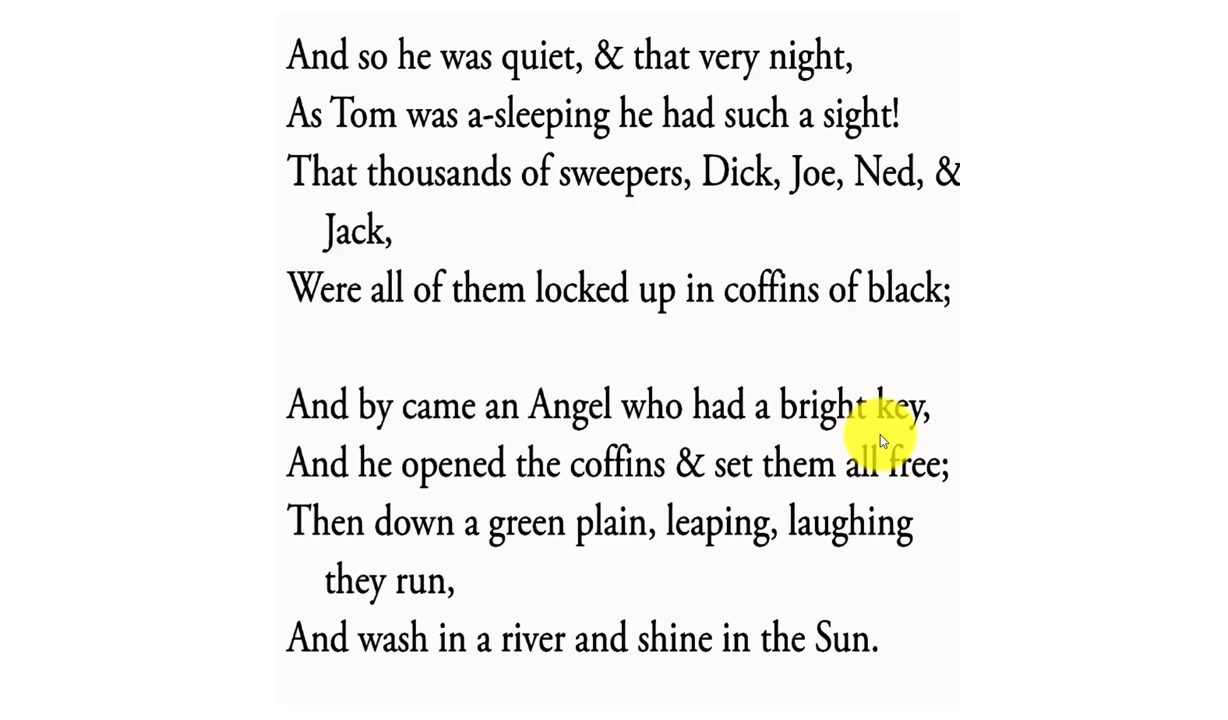 And so he was quiet, & that very night,
As Tom was a-sleeping he had such a sight!
That thousands of sweepers, Dick, Joe, Ned, &
Jack,
Were all of them locked up in coffins of black;
And by came an Angel who had a bright key,
And he opened the coffins & set them all free;
Then down a green plain, leaping, laughing
they run,
And wash in a river and shine in the Sun.